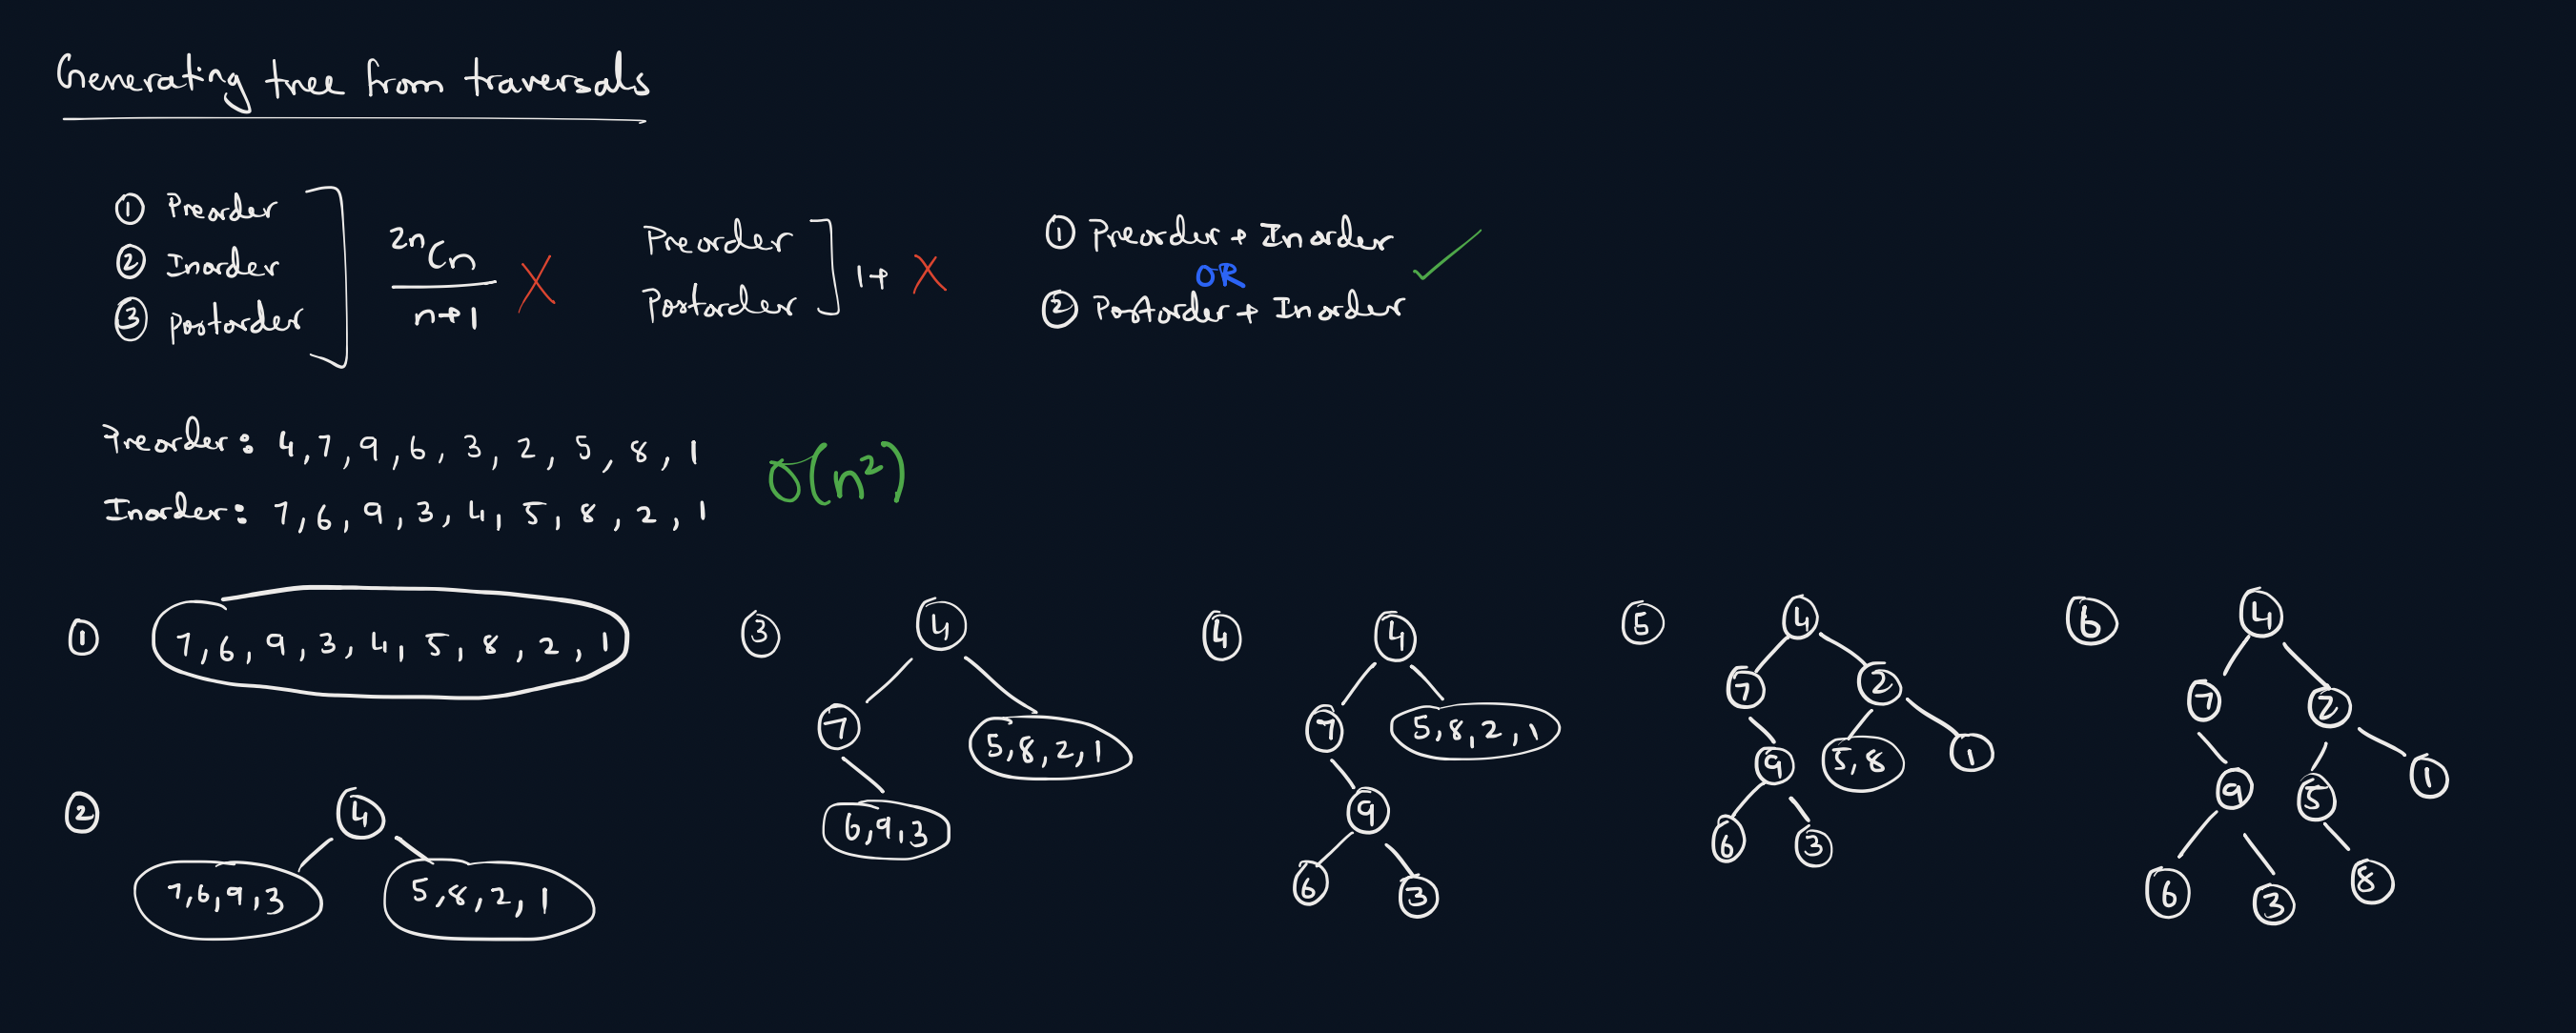 Generating tree from traversals
① Preorder
② Inorder
③ Postorder
2nCn
n+1
X
Preorder
Postorder
1+ X
① Preorder + Inorder
OR
② Postorder + Inorder
✓
Preorder: 4, 7, 9, 6, 3, 2, 5, 8, 1
Inorder: 7, 6, 9, 3, 4, 5, 8, 2, 1
O(n²)
① 7, 6, 9, 3, 4, 5, 8, 2, 1
② 4
7, 6, 9, 3
5, 8, 2, 1
③ 4
7
5, 8, 2, 1
6, 9, 3
④ 4
7
5, 8, 2, 1
9
6
3
⑤ 4
7
2
9
5, 8
1
6
3
⑥ 4
7
2
9
5
1
6
3
8